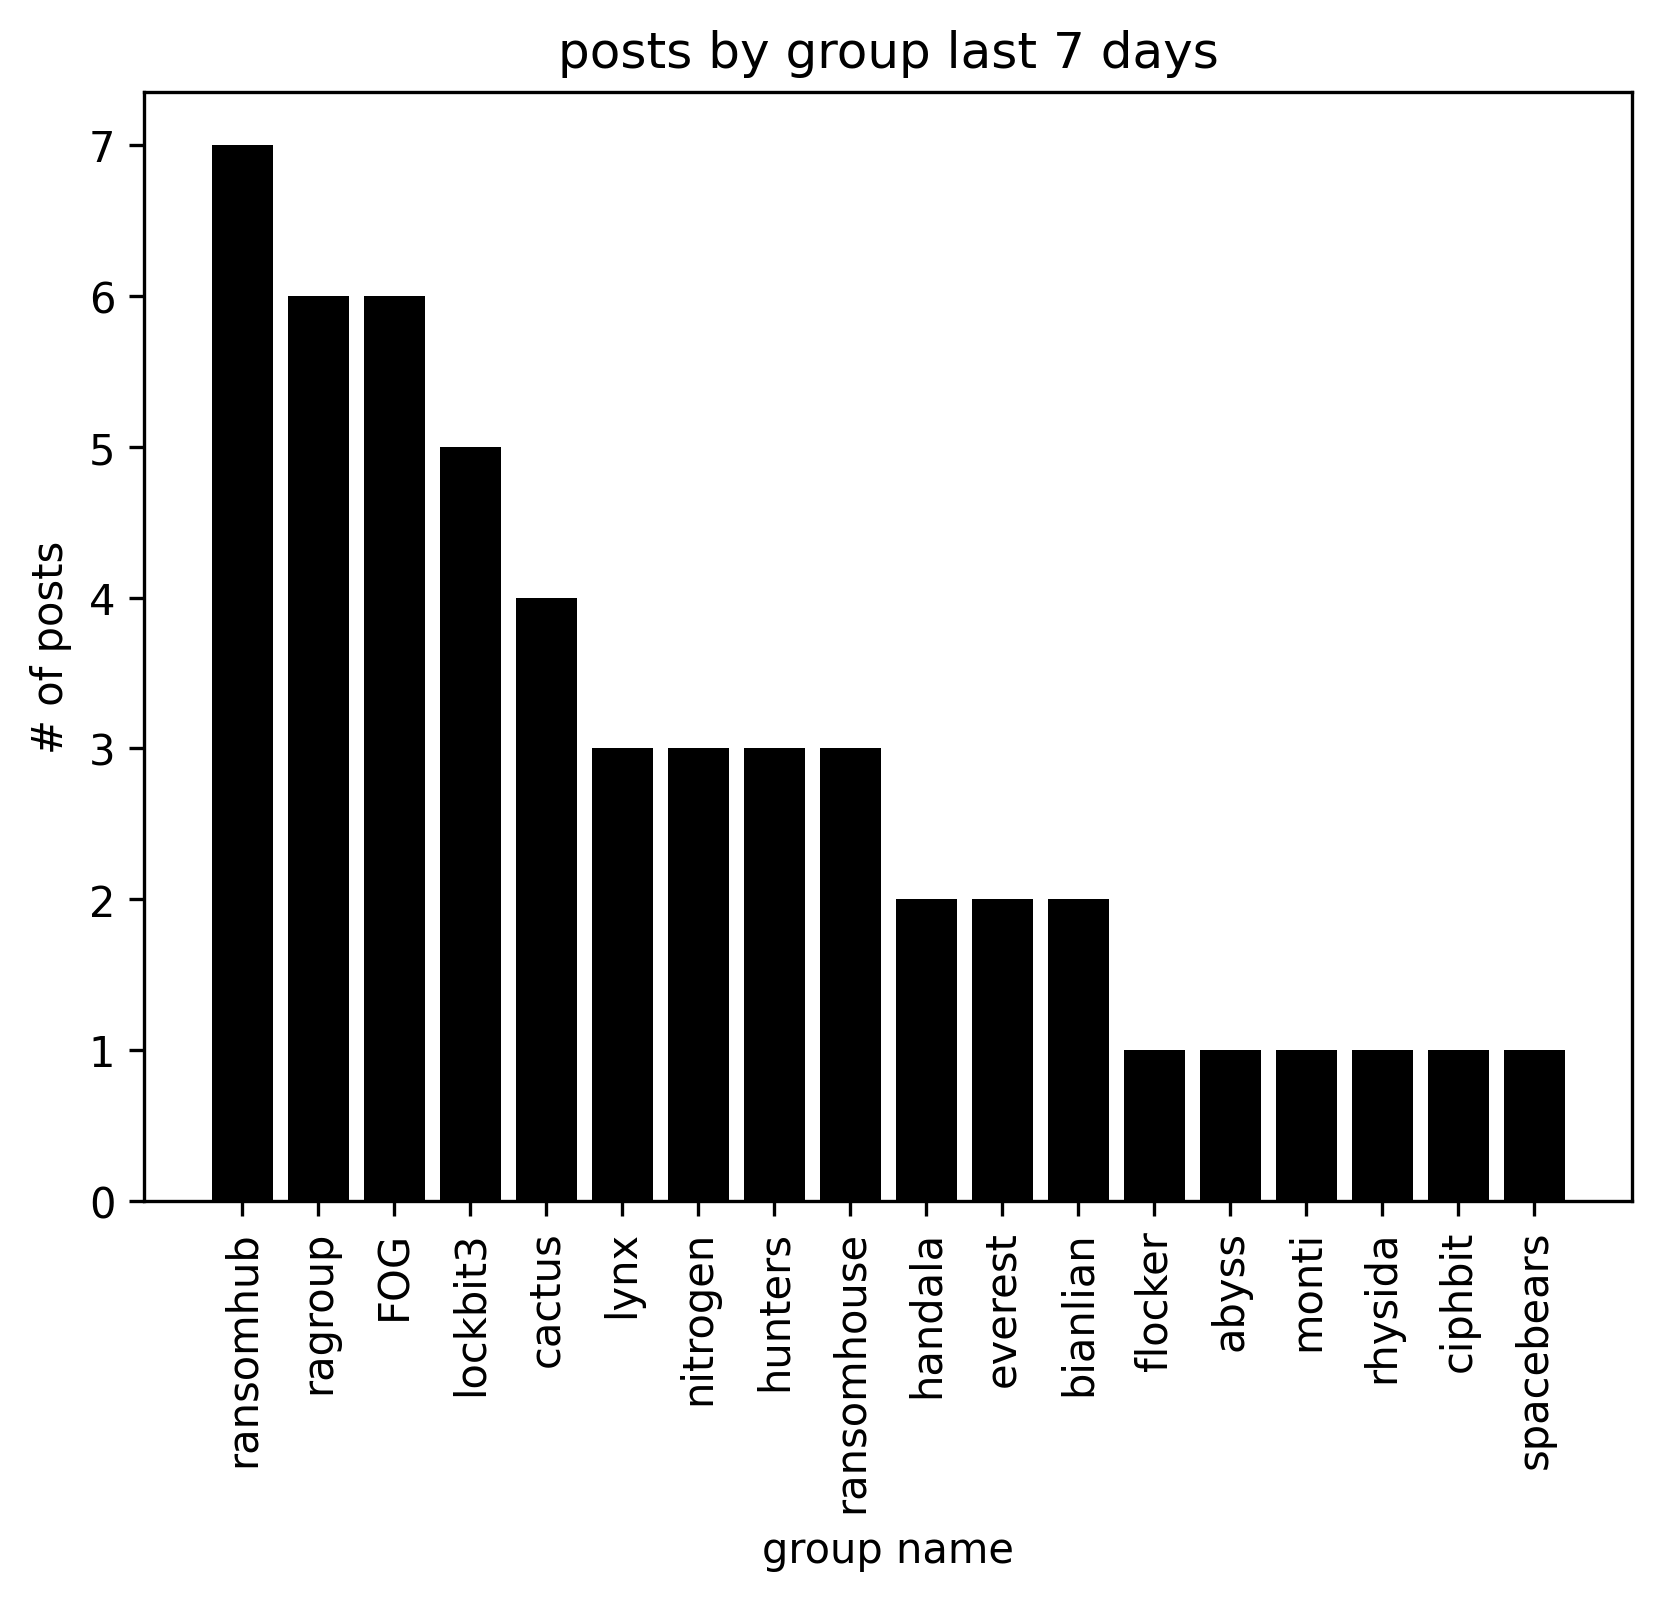 posts by group last 7 days
# of posts
7
6
5
4
3
2
1
0
ransomhub
ragroup
FOG
lockbit3
cactus
lynx
nitrogen
hunters
ransomhouse
handala
everest
bianlian
flocker
abyss
monti
rhysida
ciphbit
spacebears
group name